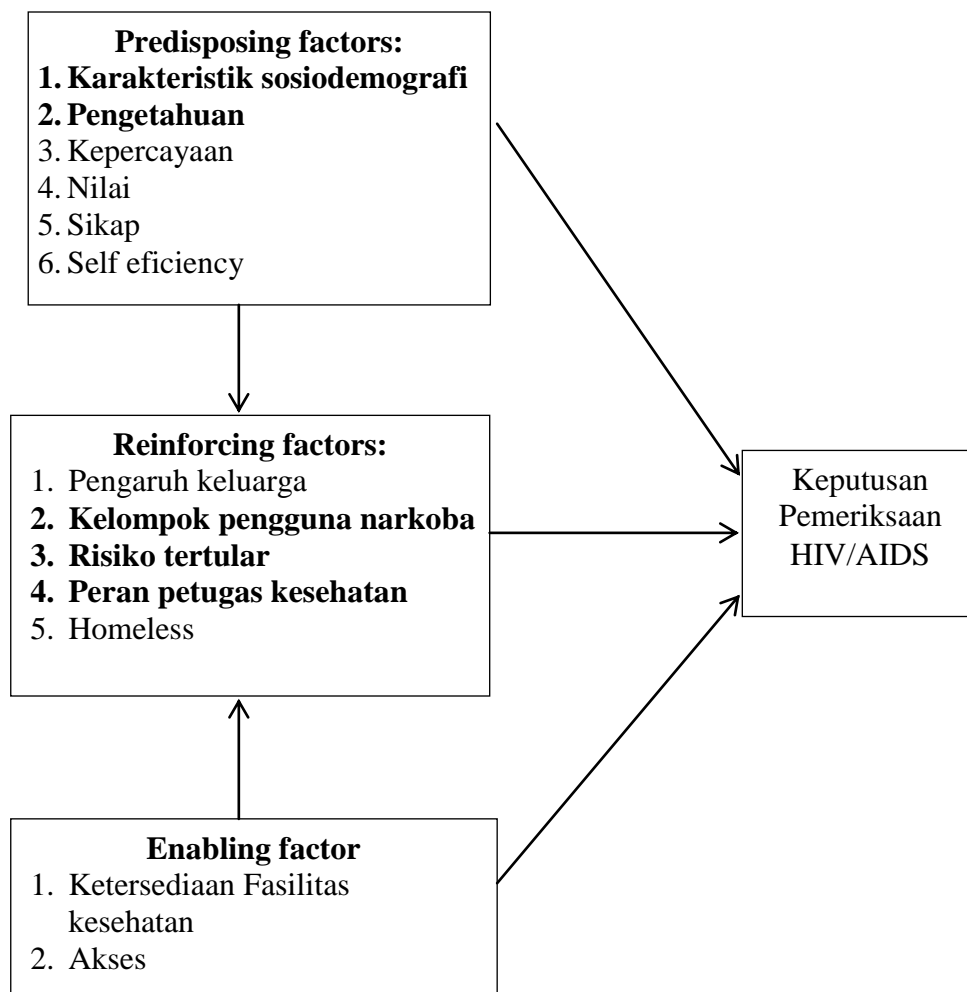 Predisposing factors:
1. Karakteristik sosiodemografi
2. Pengetahuan
3. Kepercayaan
4. Nilai
5. Sikap
6. Self eficiency
Reinforcing factors:
1. Pengaruh keluarga
2. Kelompok pengguna narkoba
3. Risiko tertular
4. Peran petugas kesehatan
5. Homeless
Keputusan
Pemeriksaan
HIV/AIDS
Enabling factor
1. Ketersediaan Fasilitas
kesehatan
2. Akses